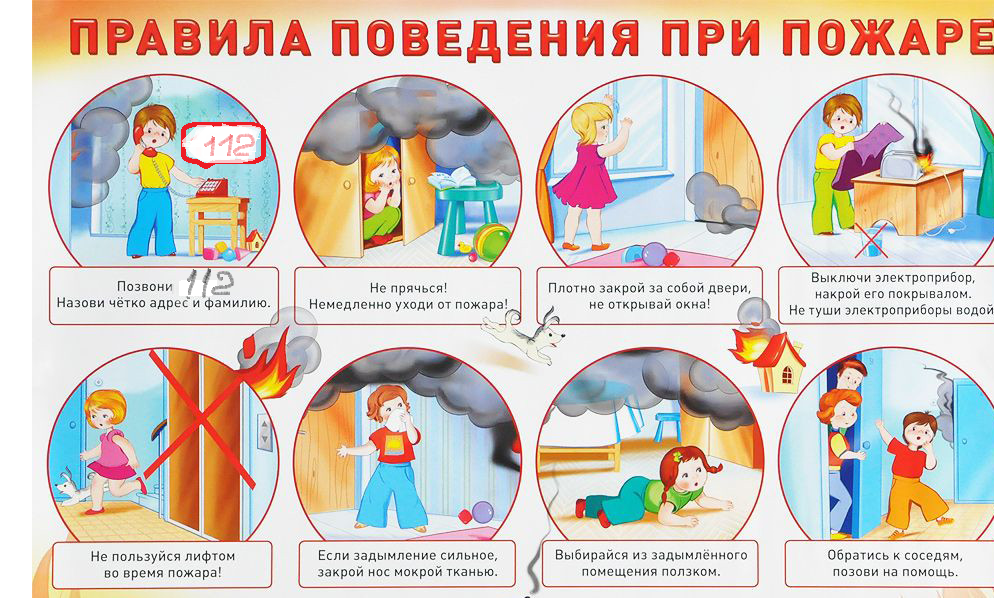 ПРАВИЛА ПОВЕДЕНИЯ ПРИ ПОЖАРЕ
112
Позвони 112
Назови чётко адрес и фамилию.
Не прячься!
Немедленно уходи от пожара!
Плотно закрой за собой двери,
не открывай окна!
Выключи электроприбор,
накрой его покрывалом.
Не туши электроприборы водой
Не пользуйся лифтом
во время пожара!
Если задымление сильное,
закрой нос мокрой тканью.
Выбирайся из задымлённого
помещения ползком.
Обратись к соседям,
позови на помощь.